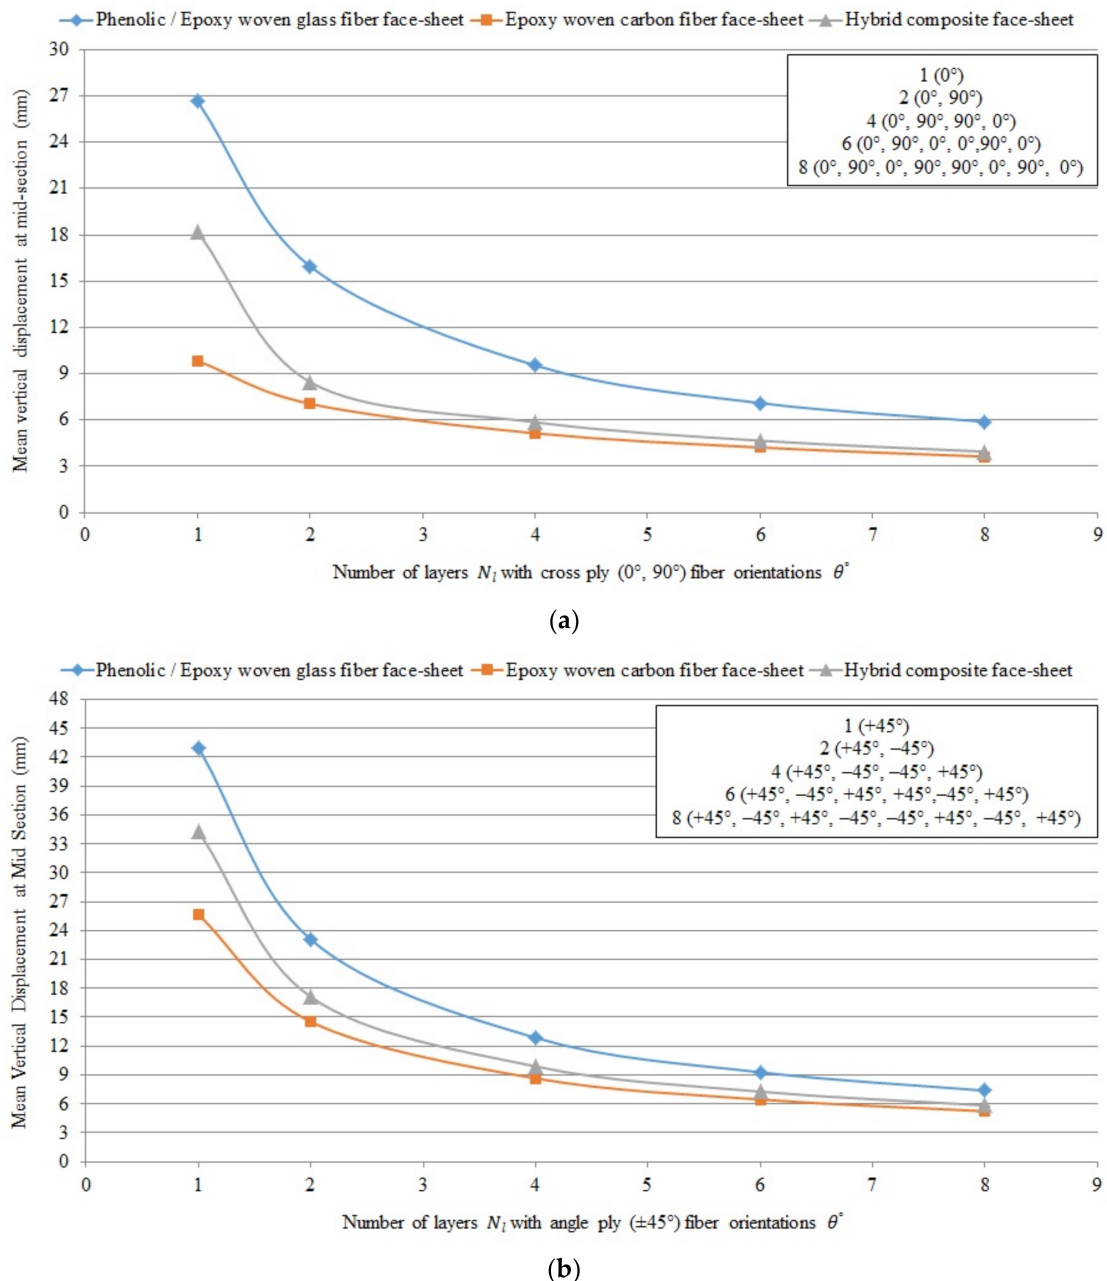 Phenolic / Epoxy woven glass fiber face-sheet Epoxy woven carbon fiber face-sheet Hybrid composite face-sheet
Mean vertical displacement at mid-section (mm)
30
27
24
21
18
15
12
9
6
3
0
1 (0°)
2 (0°, 90°)
4 (0°, 90°, 90°, 0°)
6 (0°, 90°, 0°, 0°,90°, 0°)
8 (0°, 90°, 0°, 90°, 90°, 0°, 90°, 0°)
0 1 2 3 4 5 6 7 8 9
Number of layers Nₗ with cross ply (0°, 90°) fiber orientations θ°
(a)
Phenolic / Epoxy woven glass fiber face-sheet Epoxy woven carbon fiber face-sheet Hybrid composite face-sheet
Mean Vertical Displacement at Mid Section (mm)
48
45
42
39
36
33
30
27
24
21
18
15
12
9
6
3
0
1 (+45°)
2 (+45°, –45°)
4 (+45°, –45°, –45°, +45°)
6 (+45°, –45°, +45°, +45°,–45°, +45°)
8 (+45°, –45°, +45°, –45°, –45°, +45°, –45°, +45°)
0 1 2 3 4 5 6 7 8 9
Number of layers Nₗ with angle ply (±45°) fiber orientations θ°
(b)